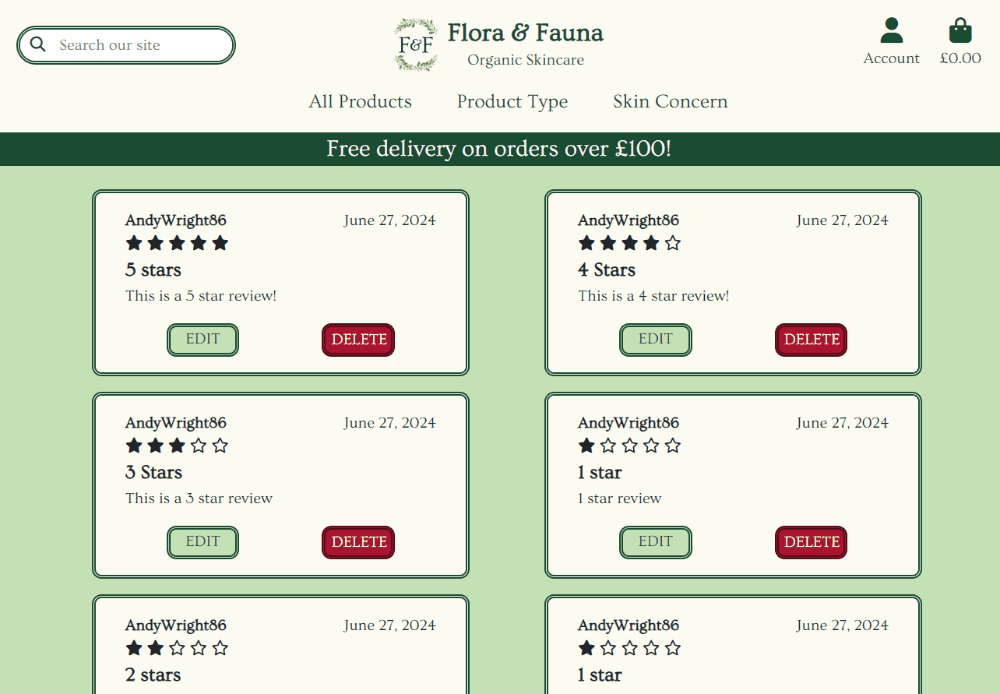 Search our site
F&F
Flora & Fauna
Organic Skincare
Account
£0.00
All Products
Product Type
Skin Concern
Free delivery on orders over £100!
AndyWright86
June 27, 2024
5 stars
This is a 5 star review!
EDIT
DELETE
AndyWright86
June 27, 2024
4 Stars
This is a 4 star review!
EDIT
DELETE
AndyWright86
June 27, 2024
3 Stars
This is a 3 star review
EDIT
DELETE
AndyWright86
June 27, 2024
1 star
1 star review
EDIT
DELETE
AndyWright86
June 27, 2024
2 stars
AndyWright86
June 27, 2024
1 star